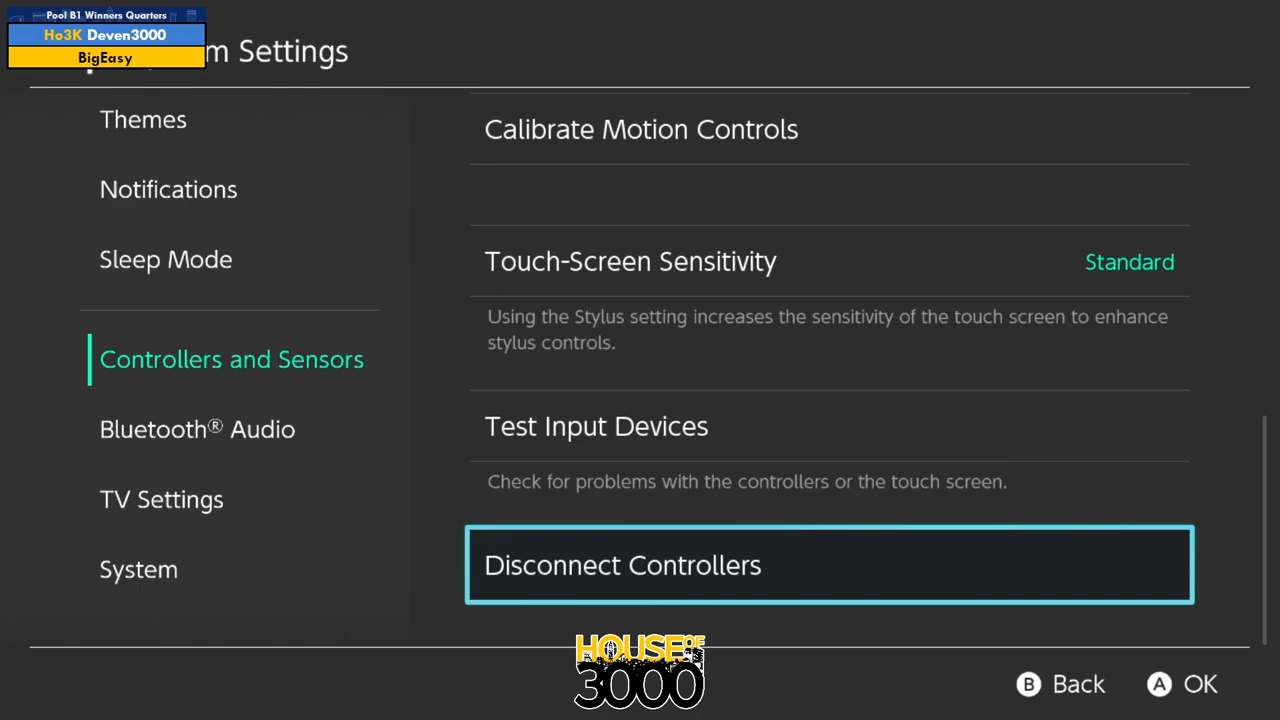 Pool B1 Winners Quarters
Ho3K Deven3000
BigEasy
m Settings
Themes
Notifications
Sleep Mode
Controllers and Sensors
Bluetooth® Audio
TV Settings
System
Calibrate Motion Controls
Touch-Screen Sensitivity Standard
Using the Stylus setting increases the sensitivity of the touch screen to enhance
stylus controls.
Test Input Devices
Check for problems with the controllers or the touch screen.
Disconnect Controllers
HOUSE OF
3000
B Back A OK